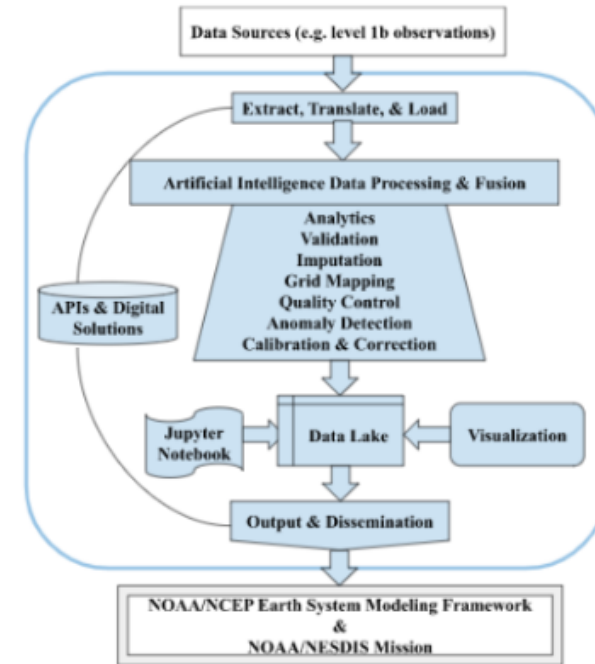 Data Sources (e.g. level 1b observations)
Extract, Translate, & Load
Artificial Intelligence Data Processing & Fusion
Analytics
Validation
Imputation
Grid Mapping
Quality Control
Anomaly Detection
Calibration & Correction
APIs & Digital
Solutions
Jupyter
Notebook
Data Lake
Visualization
Output & Dissemination
NOAA/NCEP Earth System Modeling Framework
&
NOAA/NESDIS Mission